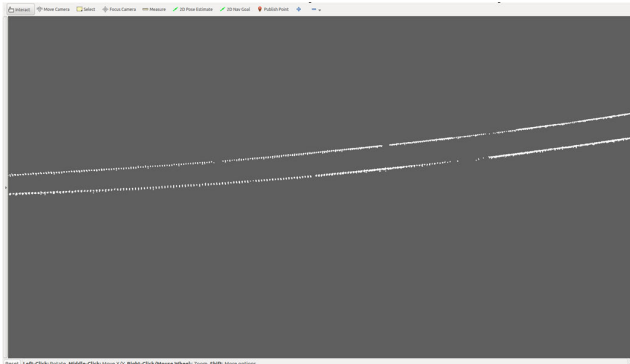 Interact Move Camera Select Focus Camera Measure 2D Pose Estimate 2D Nav Goal Publish Point
Reset Left-Click: Rotate. Middle-Click: Move X/Y. Right-Click/Mouse Wheel: Zoom. Shift: More options.